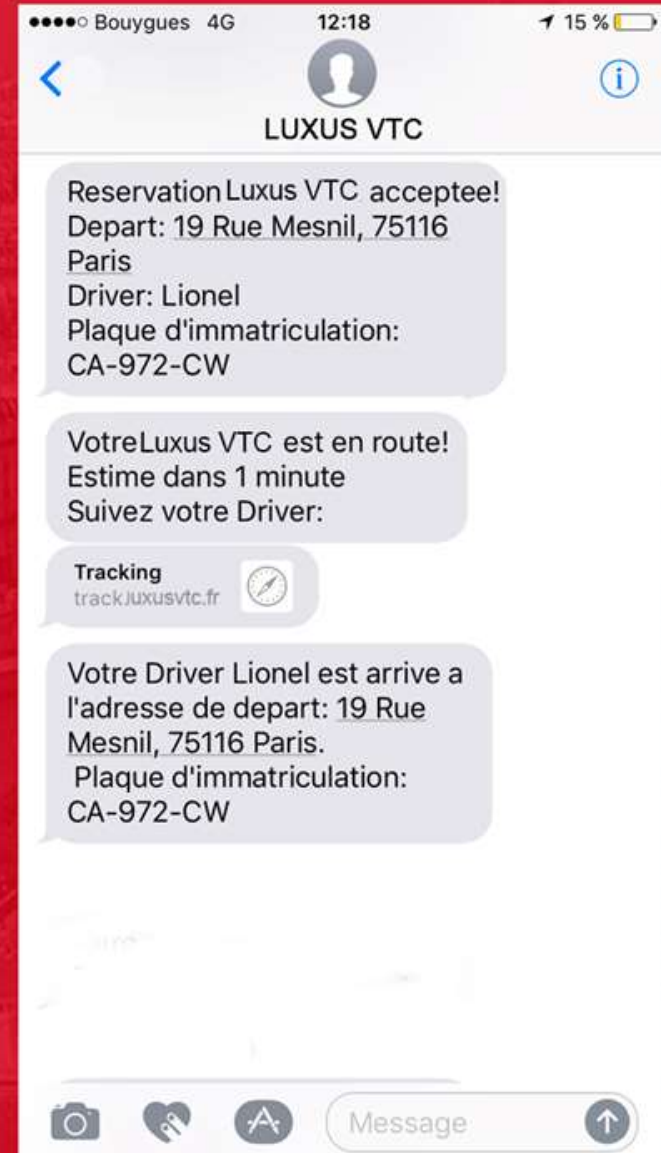 Bouygues 4G 12:18 15 %
LUXUS VTC
Reservation Luxus VTC acceptee!
Depart: 19 Rue Mesnil, 75116
Paris
Driver: Lionel
Plaque d'immatriculation:
CA-972-CW
VotreLuxus VTC est en route!
Estime dans 1 minute
Suivez votre Driver:
Tracking
track.luxusvtc.fr
Votre Driver Lionel est arrive a
l'adresse de depart: 19 Rue
Mesnil, 75116 Paris.
Plaque d'immatriculation:
CA-972-CW
Message